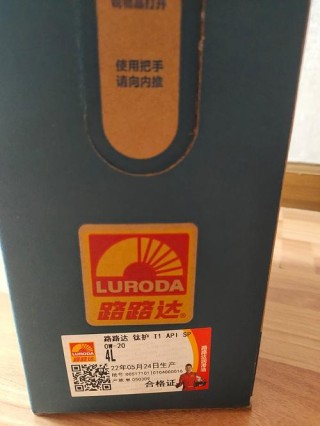 使用把手
请向内推
LURODA
路路达
路路达 钛护 T1 API SP
0W-20
4L
22年05月24日生产
合格证